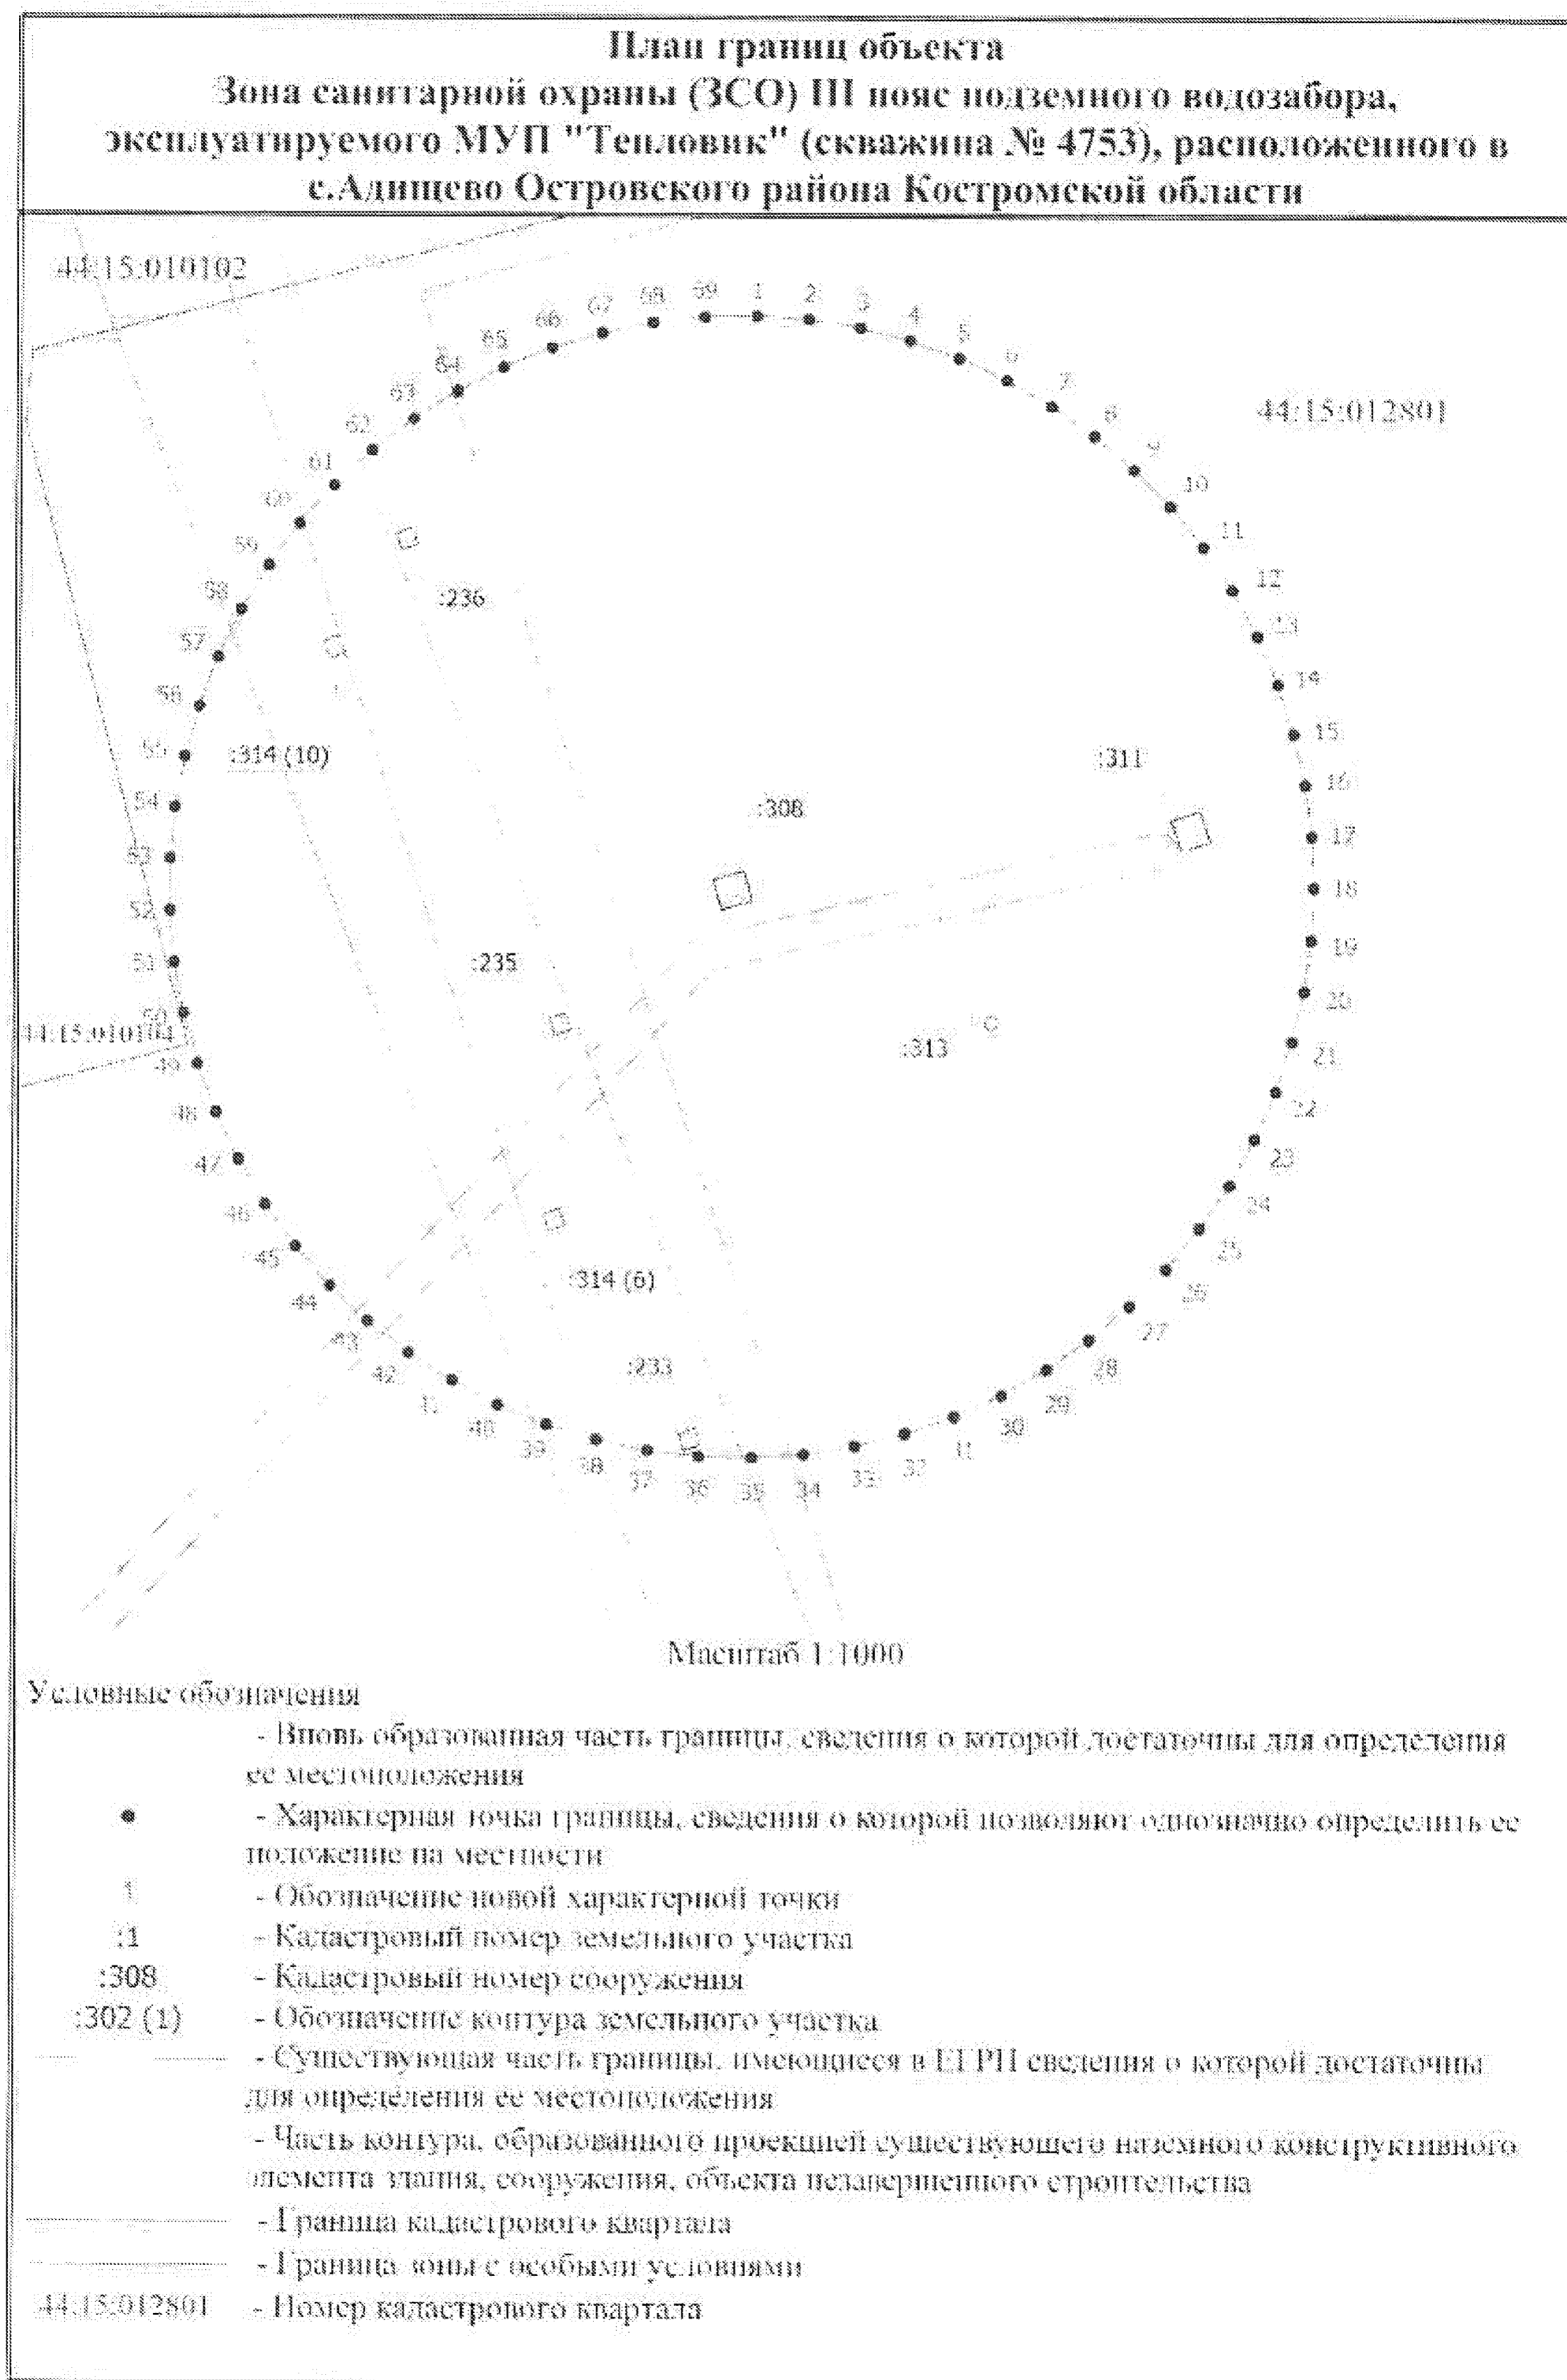 План границ объекта
Зона санитарной охраны (ЗСО) III пояс подземного водозабора,
эксплуатируемого МУП "Тепловик" (скважина № 4753), расположенного в
с.Адищево Островского района Костромской области
44:15:010102
59 1 2 3 4 5 6 7 8 9 10 11 12 13 14 15 16 17 18 19 20 21 22 23 24 25 26 27 28 29 30
32 33 34 35 36 37 38 39 40
42 43 44 45 46 47 48 49 50 51 52 53 54 55 56 57 58 59 60 61 62 63 64 65 66 67 68
44:15:012801
:236
:314 (10)
:311
:308
:235
44:15:010104
:313
:314 (6)
:233
Масштаб 1:1000
Условные обозначения
- Вновь образованная часть границы, сведения о которой достаточны для определения
ее местоположения
- Характерная точка границы, сведения о которой позволяют однозначно определить ее
положение на местности
1 - Обозначение новой характерной точки
:1 - Кадастровый номер земельного участка
:308 - Кадастровый номер сооружения
:302 (1) - Обозначение контура земельного участка
- Существующая часть границы, имеющиеся в ЕГРН сведения о которой достаточны
для определения ее местоположения
- Часть контура, образованного проекцией существующего наземного конструктивного
элемента здания, сооружения, объекта незавершенного строительства
- Граница кадастрового квартала
- Граница зоны с особыми условиями
44:15:012801 - Номер кадастрового квартала